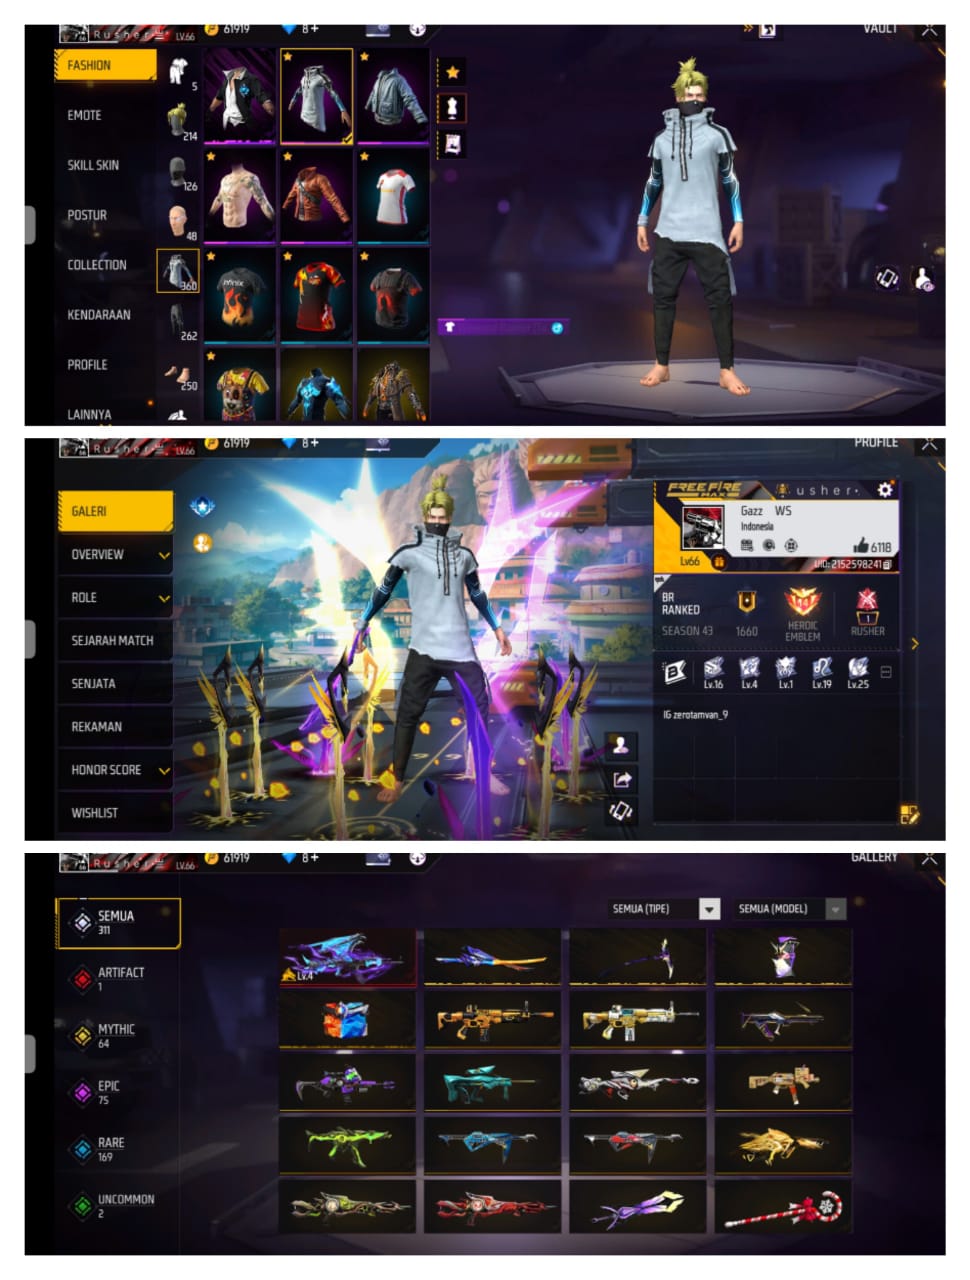 Rusher
LV.66
61919
8+
VAULT
FASHION
EMOTE
SKILL SKIN
POSTUR
COLLECTION
KENDARAAN
PROFILE
LAINNYA
5
214
126
48
360
262
250
Infinix
Rusher
LV.66
61919
8+
PROFILE
GALERI
OVERVIEW
ROLE
SEJARAH MATCH
SENJATA
REKAMAN
HONOR SCORE
WISHLIST
FREE FIRE
MAX
usher
Gazz WS
Indonesia
6118
Lv66
UID: 2152598241
BR
RANKED
SEASON 43
1660
HEROIC
EMBLEM
1
RUSHER
Lv.16
Lv.4
Lv.1
Lv.19
Lv.25
IG zerotamvan_9
Rusher
LV.66
61919
8+
GALLERY
SEMUA
311
ARTIFACT
1
MYTHIC
64
EPIC
75
RARE
169
UNCOMMON
2
SEMUA (TIPE)
SEMUA (MODEL)
Lv.4